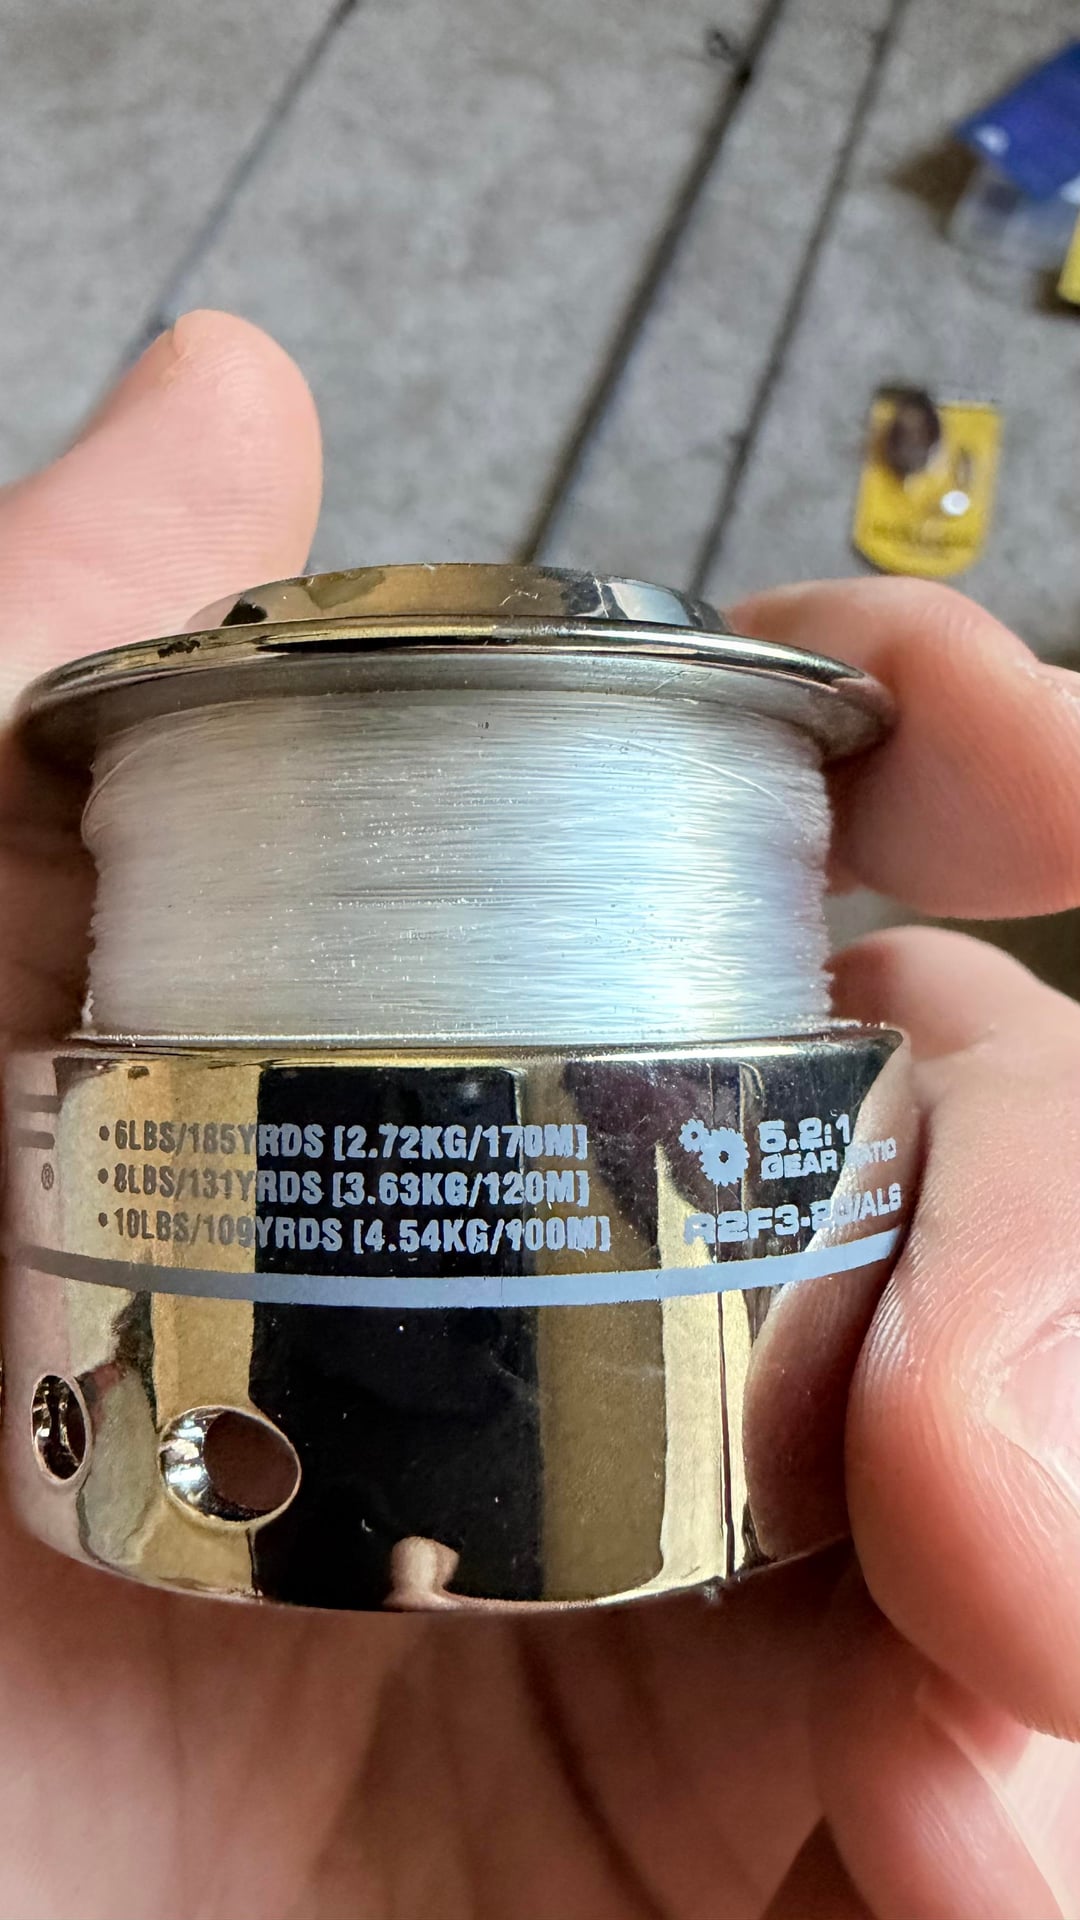 •6LBS/185YRDS [2.72KG/170M]
•8LBS/131YRDS [3.63KG/120M]
•10LBS/109YRDS [4.54KG/100M]
®
5.2:1
GEAR RATIO